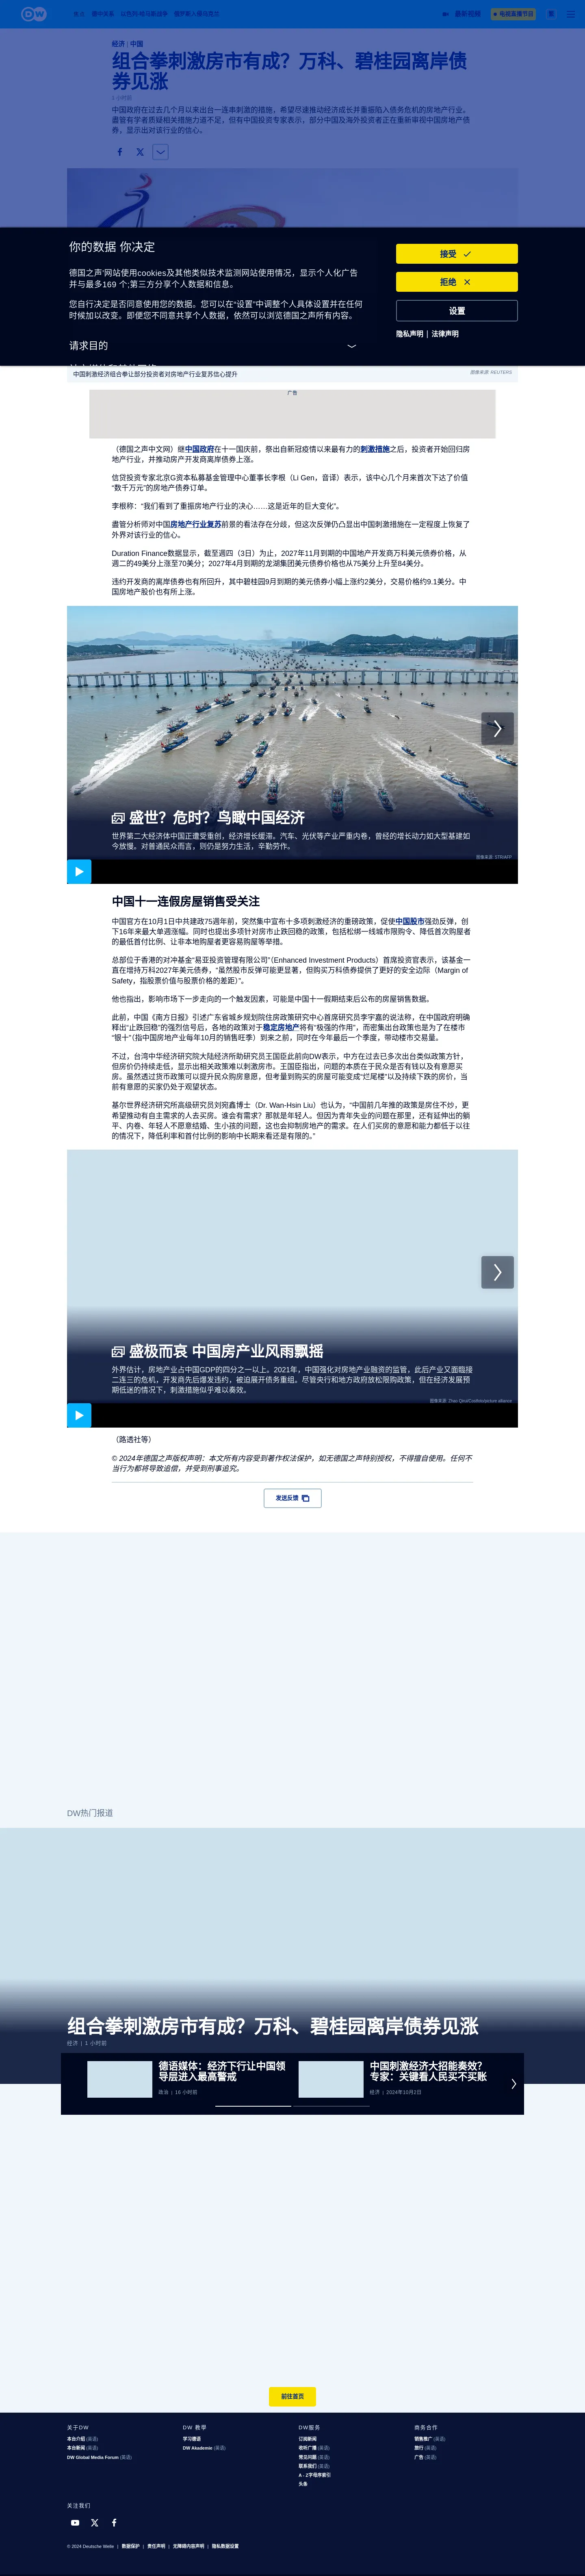 DW
要点
德中关系
以色列/哈马斯战争
俄罗斯入侵乌克兰
最新视频
电视直播节目
繁
经济 | 中国
组合拳刺激房市有成？万科、碧桂园离岸债
券见涨
1 小时前
中国政府在过去几个月以来出台一连串刺激的措施，希望尽速推动经济成长并重振陷入债务危机的房地产行业。
盡管有学者质疑相关措施力道不足，但有中国投资专家表示，部分中国及海外投资者正在重新审视中国房地产债
券，显示出对该行业的信心。
你的数据 你决定
德国之声'网站使用cookies及其他类似技术监测网站使用情况，显示个人化广告
并与最多169 个;第三方分享个人数据和信息。
您自行决定是否同意使用您的数据。您可以在“设置”中调整个人具体设置并在任何
时候加以更改。即便您不同意共享个人数据，依然可以浏览德国之声所有内容。
请求目的
接受
拒绝
设置
隐私声明 | 法律声明
中国刺激经济组合拳让部分投资者对房地产行业复苏信心提升
图像来源: REUTERS
广告
（德国之声中文网）继中国政府在十一国庆前，祭出自新冠疫情以来最有力的刺激措施之后，投资者开始回归房
地产行业，并推动房产开发商离岸债券上涨。
信贷投资专家北京G资本私募基金管理中心董事长李根（Li Gen，音译）表示，该中心几个月来首次下达了价值
“数千万元”的房地产债券订单。
李根称：“我们看到了重振房地产行业的决心……这是近年的巨大变化”。
盡管分析师对中国房地产行业复苏前景的看法存在分歧，但这次反弹仍凸显出中国刺激措施在一定程度上恢复了
外界对该行业的信心。
Duration Finance数据显示，截至週四（3日）为止，2027年11月到期的中国地产开发商万科美元债券价格，从
週二的49美分上涨至70美分；2027年4月到期的龙湖集团美元债券价格也从75美分上升至84美分。
违约开发商的离岸债券也有所回升，其中碧桂园9月到期的美元债券小幅上涨约2美分，交易价格约9.1美分。中
国房地产股价也有所上涨。
盛世？危时？鸟瞰中国经济
世界第二大经济体中国正遭受重创，经济增长缓滞。汽车、光伏等产业严重内卷，曾经的增长动力如大型基建如
今放慢。对普通民众而言，则仍是努力生活，辛勤劳作。
图像来源: STR/AFP
中国十一连假房屋销售受关注
中国官方在10月1日中共建政75週年前，突然集中宣布十多项刺激经济的重磅政策，促使中国股市强劲反弹，创
下16年来最大单週涨幅。同时也提出多项针对房市止跌回稳的政策，包括松绑一线城市限购令、降低首次购屋者
的最低首付比例、让非本地购屋者更容易购屋等举措。
总部位于香港的对冲基金“易亚投资管理有限公司”（Enhanced Investment Products）首席投资官表示，该基金一
直在增持万科2027年美元债券，“虽然股市反弹可能更显著，但购买万科债券提供了更好的安全边际（Margin of
Safety，指股票价值与股票价格的差距）”。
他也指出，影响市场下一步走向的一个触发因素，可能是中国十一假期结束后公布的房屋销售数据。
此前，中国《南方日报》引述广东省城乡规划院住房政策研究中心首席研究员李宇嘉的说法称，在中国政府明确
释出“止跌回稳”的强烈信号后，各地的政策对于稳定房地产将有“极强的作用”，而密集出台政策也是为了在楼市
“银十”（指中国房地产业每年10月的销售旺季）到来之前，同时在今年最后一个季度，带动楼市交易量。
不过，台湾中华经济研究院大陆经济所助研究员王国臣此前向DW表示，中方在过去已多次出台类似政策方针，
但房价仍持续走低，显示出相关政策难以刺激房市。王国臣指出，问题的本质在于民众是否有钱以及有意愿买
房。虽然透过货币政策可以提升民众购房意愿，但考量到购买的房屋可能变成“烂尾楼”以及持续下跌的房价，当
前有意愿的买家仍处于观望状态。
基尔世界经济研究所高级研究员刘宛鑫博士（Dr. Wan-Hsin Liu）也认为，“中国前几年推的政策是房住不炒，更
希望推动有自主需求的人去买房。谁会有需求？那就是年轻人。但因为青年失业的问题在那里，还有延伸出的躺
平、内卷、年轻人不愿意结婚、生小孩的问题，这也会抑制房地产的需求。在人们买房的意愿和能力都低于以往
的情况下，降低利率和首付比例的影响中长期来看还是有限的。”
盛极而哀 中国房产业风雨飘摇
外界估计，房地产业占中国GDP的四分之一以上。2021年，中国强化对房地产业融资的监管，此后产业又面临接
二连三的危机，开发商先后爆发违约，被迫展开债务重组。尽管央行和地方政府放松限购政策，但在经济发展预
期低迷的情况下，刺激措施似乎难以奏效。
图像来源: Zhao Qirui/Costfoto/picture alliance
（路透社等）
© 2024年德国之声版权声明：本文所有内容受到著作权法保护，如无德国之声特别授权，不得擅自使用。任何不
当行为都将导致追偿，并受到刑事追究。
发送反馈
DW热门报道
组合拳刺激房市有成？万科、碧桂园离岸债券见涨
经济 | 1 小时前
德语媒体：经济下行让中国领
导层进入最高警戒
政治 | 16 小时前
中国刺激经济大招能奏效？
专家：关键看人民买不买账
经济 | 2024年10月2日
前往首页
关于DW
本台介绍 (英语)
本台新闻 (英语)
DW Global Media Forum (英语)
DW 教學
学习德语
DW Akademie (英语)
DW服务
订阅新闻
收听广播 (英语)
常见问题 (英语)
联系我们 (英语)
A - Z字母序索引
头条
商务合作
销售推广 (英语)
旅行 (英语)
广告 (英语)
关注我们
© 2024 Deutsche Welle | 数据保护 | 责任声明 | 无障碍内容声明 | 隐私数据设置